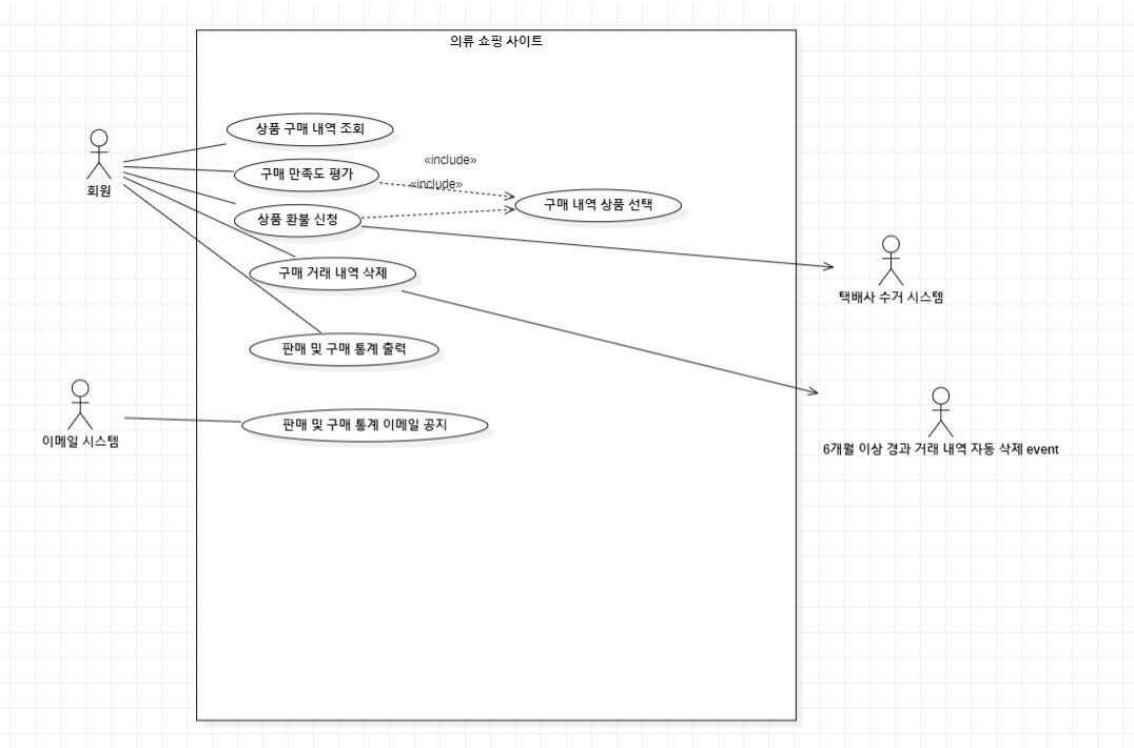 의류 쇼핑 사이트
상품 구매 내역 조회
«include»
구매 만족도 평가
«include»
회원
구매 내역 상품 선택
상품 환불 신청
구매 거래 내역 삭제
택배사 수거 시스템
판매 및 구매 통계 출력
판매 및 구매 통계 이메일 공지
이메일 시스템
6개월 이상 경과 거래 내역 자동 삭제 event